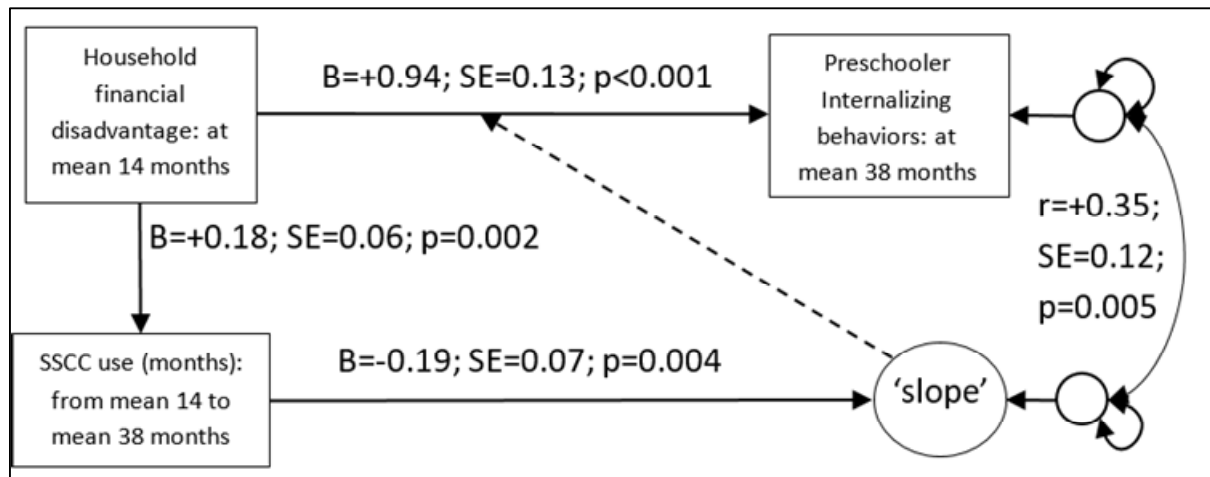 Household
financial
disadvantage: at
mean 14 months
B=+0.94; SE=0.13; p<0.001
Preschooler
Internalizing
behaviors: at
mean 38 months
B=+0.18; SE=0.06; p=0.002
r=+0.35;
SE=0.12;
p=0.005
SSCC use (months):
from mean 14 to
mean 38 months
B=-0.19; SE=0.07; p=0.004
'slope'